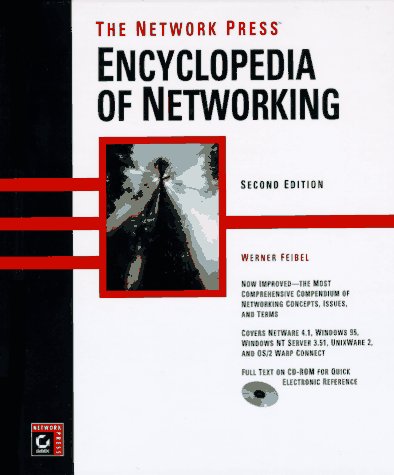 THE NETWORK PRESS™
ENCYCLOPEDIA
OF NETWORKING
SECOND EDITION
WERNER FEIBEL
NOW IMPROVED—THE MOST
COMPREHENSIVE COMPENDIUM OF
NETWORKING CONCEPTS, ISSUES,
AND TERMS
COVERS NETWARE 4.1, WINDOWS 95,
WINDOWS NT SERVER 3.51, UNIXWARE 2,
AND OS/2 WARP CONNECT
FULL TEXT ON CD-ROM FOR QUICK
ELECTRONIC REFERENCE
NETWORK
PRESS
SYBEX